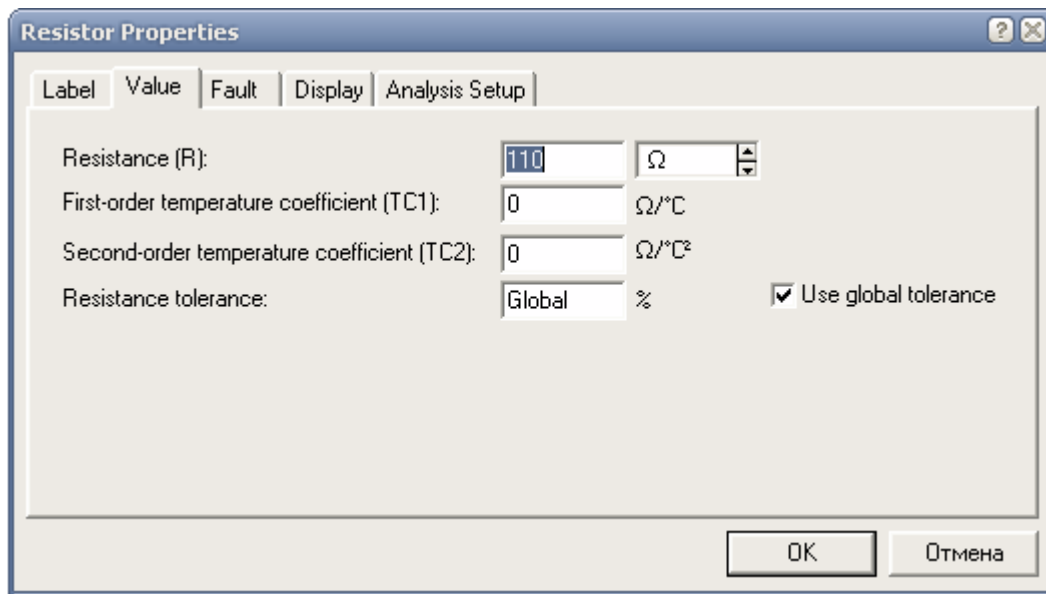 Resistor Properties
Label Value Fault Display Analysis Setup
Resistance (R): 110 Ω
First-order temperature coefficient (TC1): 0 Ω/°C
Second-order temperature coefficient (TC2): 0 Ω/°C²
Resistance tolerance: Global % Use global tolerance
OK Отмена